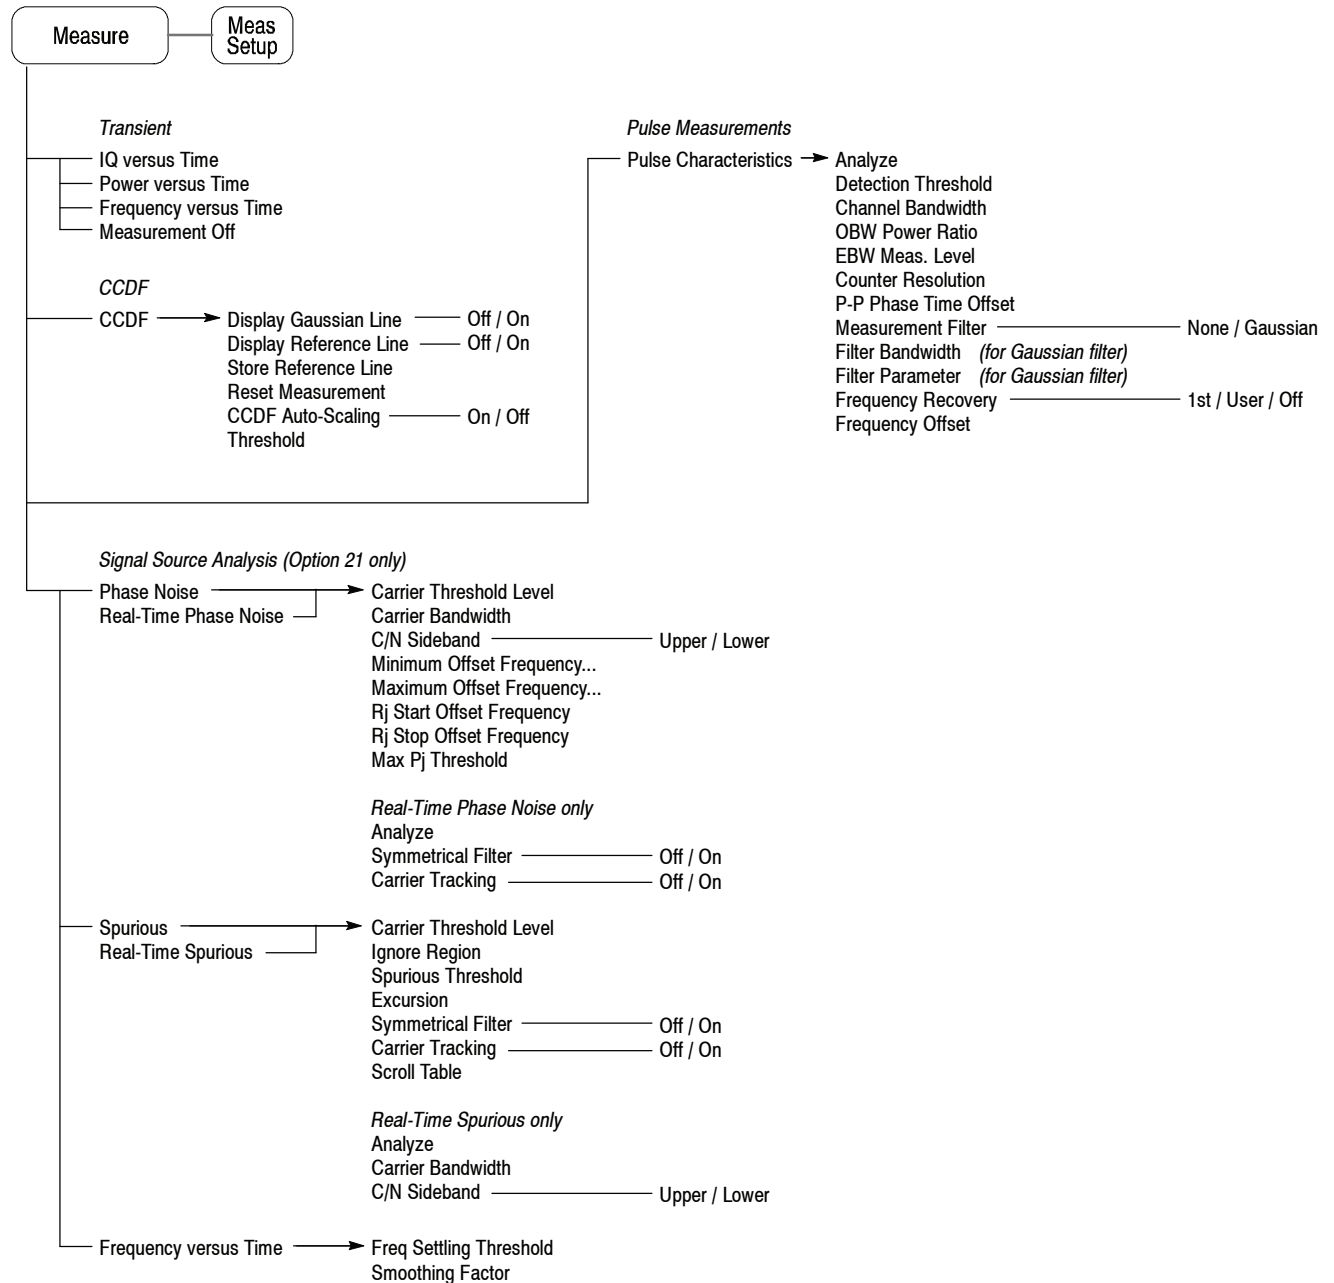 Measure
Meas
Setup
Transient
IQ versus Time
Power versus Time
Frequency versus Time
Measurement Off
CCDF
CCDF
Display Gaussian Line Off / On
Display Reference Line Off / On
Store Reference Line
Reset Measurement
CCDF Auto-Scaling On / Off
Threshold
Pulse Measurements
Pulse Characteristics
Analyze
Detection Threshold
Channel Bandwidth
OBW Power Ratio
EBW Meas. Level
Counter Resolution
P-P Phase Time Offset
Measurement Filter None / Gaussian
Filter Bandwidth (for Gaussian filter)
Filter Parameter (for Gaussian filter)
Frequency Recovery 1st / User / Off
Frequency Offset
Signal Source Analysis (Option 21 only)
Phase Noise
Real-Time Phase Noise
Carrier Threshold Level
Carrier Bandwidth
C/N Sideband Upper / Lower
Minimum Offset Frequency...
Maximum Offset Frequency...
Rj Start Offset Frequency
Rj Stop Offset Frequency
Max Pj Threshold
Real-Time Phase Noise only
Analyze
Symmetrical Filter Off / On
Carrier Tracking Off / On
Spurious
Real-Time Spurious
Carrier Threshold Level
Ignore Region
Spurious Threshold
Excursion
Symmetrical Filter Off / On
Carrier Tracking Off / On
Scroll Table
Real-Time Spurious only
Analyze
Carrier Bandwidth
C/N Sideband Upper / Lower
Frequency versus Time
Freq Settling Threshold
Smoothing Factor